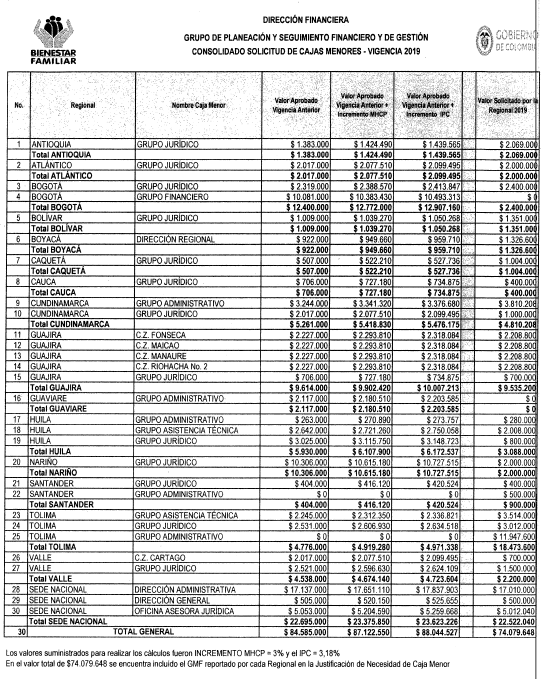 DIRECCIÓN FINANCIERA
GRUPO DE PLANEACIÓN Y SEGUIMIENTO FINANCIERO Y DE GESTIÓN
CONSOLIDADO SOLICITUD DE CAJAS MENORES - VIGENCIA 2019
BIENESTAR
FAMILIAR
GOBIERNO
DE COLOMBIA
No. Regional Nombre Caja Menor Valor Aprobado Vigencia Anterior Valor Aprobado Vigencia Anterior + Incremento MHCP Valor Aprobado Vigencia Anterior + Incremento IPC Valor Solicitado por la Regional 2019
1 ANTIOQUIA GRUPO JURÍDICO $ 1.383.000 $ 1.424.490 $ 1.439.565 $ 2.069.000
Total ANTIOQUIA $ 1.383.000 $ 1.424.490 $ 1.439.565 $ 2.069.000
2 ATLÁNTICO GRUPO JURÍDICO $ 2.017.000 $ 2.077.510 $ 2.099.495 $ 2.000.000
Total ATLÁNTICO $ 2.017.000 $ 2.077.510 $ 2.099.495 $ 2.000.000
3 BOGOTÁ GRUPO JURÍDICO $ 2.319.000 $ 2.388.570 $ 2.413.847 $ 2.400.000
4 BOGOTÁ GRUPO FINANCIERO $ 10.081.000 $ 10.383.430 $ 10.493.313 $ 0
Total BOGOTÁ $ 12.400.000 $ 12.772.000 $ 12.907.160 $ 2.400.000
5 BOLÍVAR GRUPO JURÍDICO $ 1.009.000 $ 1.039.270 $ 1.050.268 $ 1.351.000
Total BOLÍVAR $ 1.009.000 $ 1.039.270 $ 1.050.268 $ 1.351.000
6 BOYACÁ DIRECCIÓN REGIONAL $ 922.000 $ 949.660 $ 959.710 $ 1.326.600
Total BOYACÁ $ 922.000 $ 949.660 $ 959.710 $ 1.326.600
7 CAQUETÁ GRUPO JURÍDICO $ 507.000 $ 522.210 $ 527.736 $ 1.004.000
Total CAQUETÁ $ 507.000 $ 522.210 $ 527.736 $ 1.004.000
8 CAUCA GRUPO JURÍDICO $ 706.000 $ 727.180 $ 734.875 $ 400.000
Total CAUCA $ 706.000 $ 727.180 $ 734.875 $ 400.000
9 CUNDINAMARCA GRUPO ADMINISTRATIVO $ 3.244.000 $ 3.341.320 $ 3.376.680 $ 3.810.208
10 CUNDINAMARCA GRUPO JURÍDICO $ 2.017.000 $ 2.077.510 $ 2.099.495 $ 1.000.000
Total CUNDINAMARCA $ 5.261.000 $ 5.418.830 $ 5.476.175 $ 4.810.208
11 GUAJIRA C.Z. FONSECA $ 2.227.000 $ 2.293.810 $ 2.318.084 $ 2.208.800
12 GUAJIRA C.Z. MAICAO $ 2.227.000 $ 2.293.810 $ 2.318.084 $ 2.208.800
13 GUAJIRA C.Z. MANAURE $ 2.227.000 $ 2.293.810 $ 2.318.084 $ 2.208.800
14 GUAJIRA C.Z. RIOHACHA No. 2 $ 2.227.000 $ 2.293.810 $ 2.318.084 $ 2.208.800
15 GUAJIRA GRUPO JURÍDICO $ 706.000 $ 727.180 $ 734.875 $ 700.000
Total GUAJIRA $ 9.614.000 $ 9.902.420 $ 10.007.213 $ 9.535.200
16 GUAVIARE GRUPO ADMINISTRATIVO $ 2.117.000 $ 2.180.510 $ 2.203.585 $ 0
Total GUAVIARE $ 2.117.000 $ 2.180.510 $ 2.203.585 $ 0
17 HUILA GRUPO ADMINISTRATIVO $ 263.000 $ 270.890 $ 273.757 $ 280.000
18 HUILA GRUPO ASISTENCIA TÉCNICA $ 2.642.000 $ 2.721.260 $ 2.750.058 $ 2.008.000
19 HUILA GRUPO JURÍDICO $ 3.025.000 $ 3.115.750 $ 3.148.723 $ 800.000
Total HUILA $ 5.930.000 $ 6.107.900 $ 6.172.537 $ 3.088.000
20 NARIÑO GRUPO JURÍDICO $ 10.306.000 $ 10.615.180 $ 10.727.515 $ 2.000.000
Total NARIÑO $ 10.306.000 $ 10.615.180 $ 10.727.515 $ 2.000.000
21 SANTANDER GRUPO JURÍDICO $ 404.000 $ 416.120 $ 420.524 $ 400.000
22 SANTANDER GRUPO ADMINISTRATIVO $ 0 $ 0 $ 0 $ 500.000
Total SANTANDER $ 404.000 $ 416.120 $ 420.524 $ 900.000
23 TOLIMA GRUPO ASISTENCIA TÉCNICA $ 2.245.000 $ 2.312.350 $ 2.336.821 $ 3.514.000
24 TOLIMA GRUPO JURÍDICO $ 2.531.000 $ 2.606.930 $ 2.634.518 $ 3.012.000
25 TOLIMA GRUPO ADMINISTRATIVO $ 0 $ 0 $ 0 $ 11.947.600
Total TOLIMA $ 4.776.000 $ 4.919.280 $ 4.971.338 $ 18.473.600
26 VALLE C.Z. CARTAGO $ 2.017.000 $ 2.077.510 $ 2.099.495 $ 700.000
27 VALLE GRUPO JURÍDICO $ 2.521.000 $ 2.596.630 $ 2.624.109 $ 1.500.000
Total VALLE $ 4.538.000 $ 4.674.140 $ 4.723.604 $ 2.200.000
28 SEDE NACIONAL DIRECCIÓN ADMINISTRATIVA $ 17.137.000 $ 17.651.110 $ 17.837.903 $ 17.010.000
29 SEDE NACIONAL DIRECCIÓN GENERAL $ 505.000 $ 520.150 $ 525.655 $ 500.000
30 SEDE NACIONAL OFICINA ASESORA JURÍDICA $ 5.053.000 $ 5.204.590 $ 5.259.668 $ 5.012.040
Total SEDE NACIONAL $ 22.695.000 $ 23.375.850 $ 23.623.226 $ 22.522.040
30 TOTAL GENERAL $ 84.585.000 $ 87.122.550 $ 88.044.527 $ 74.079.648
Los valores suministrados para realizar los cálculos fueron INCREMENTO MHCP = 3% y el IPC = 3,18%
En el valor total de $74.079.648 se encuentra incluido el GMF reportado por cada Regional en la Justificación de Necesidad de Caja Menor